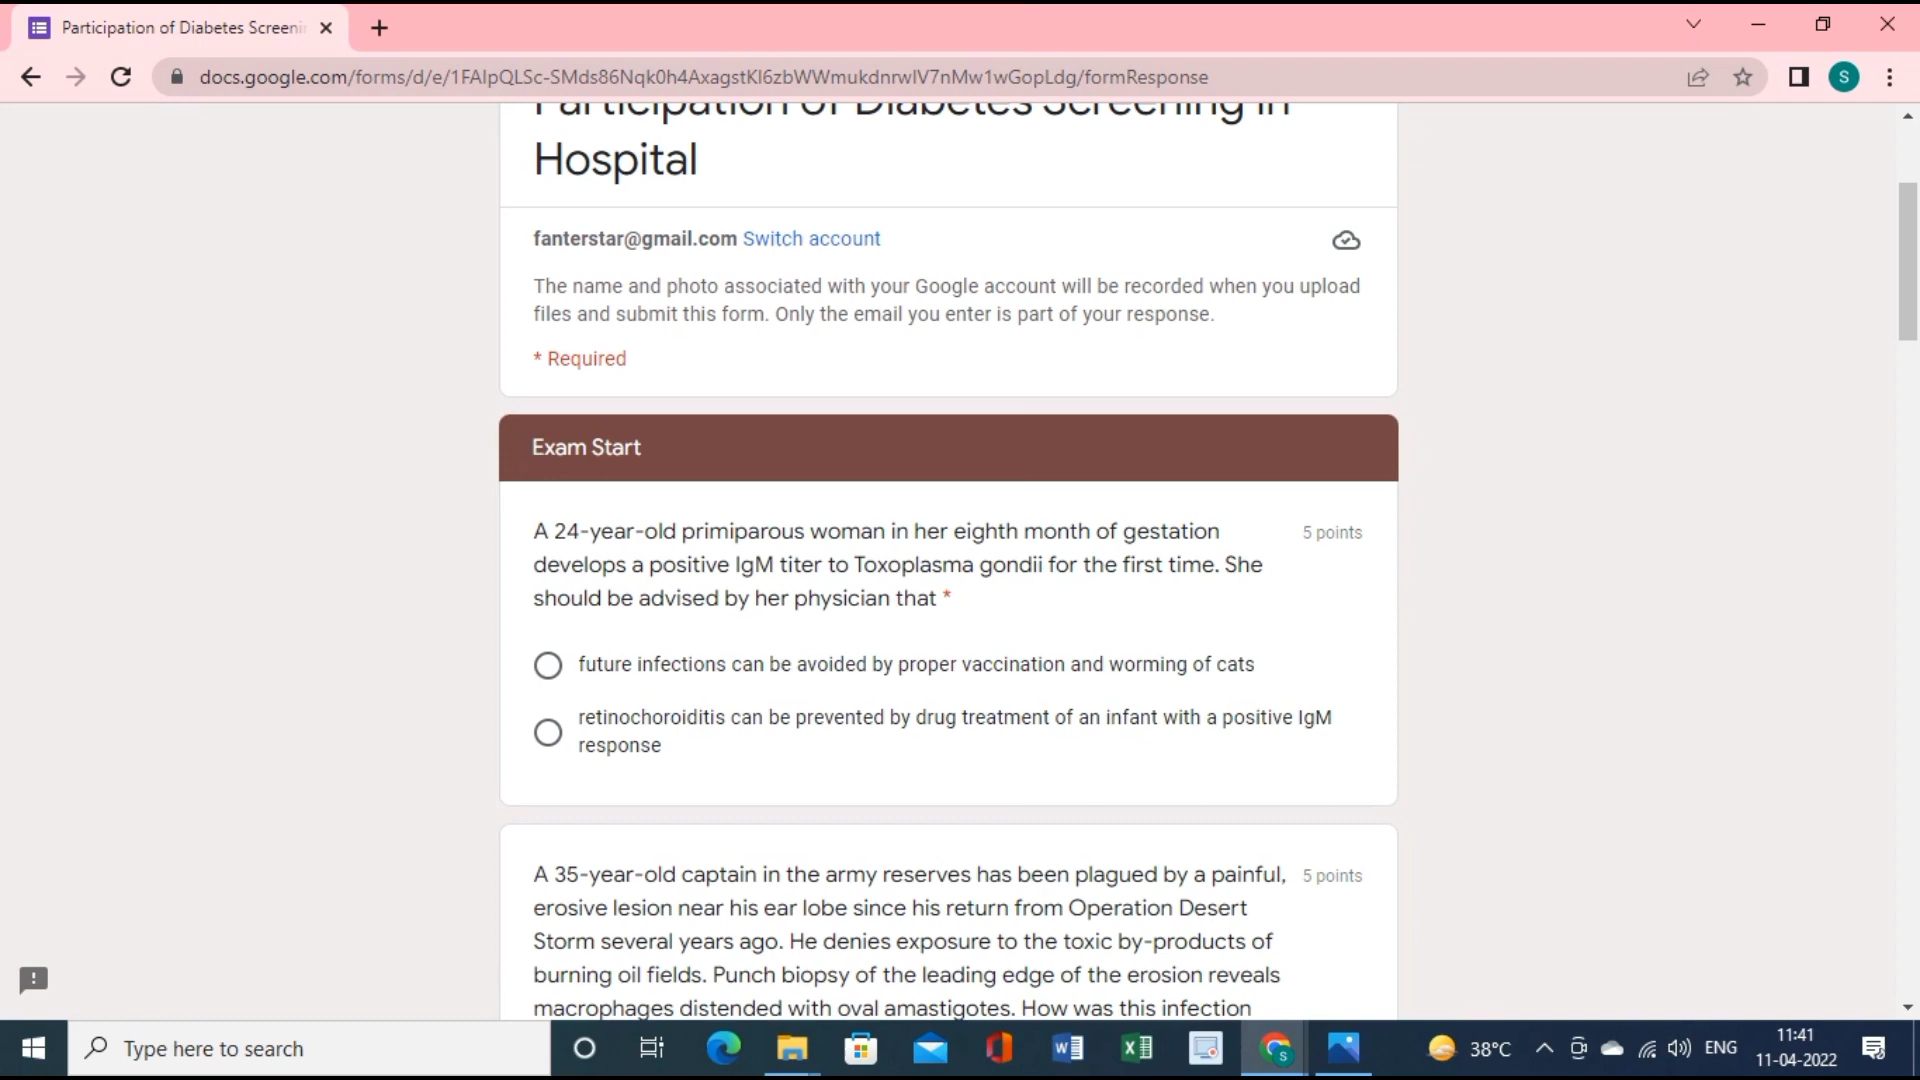 Participation of Diabetes Screeni
docs.google.com/forms/d/e/1FAIpQLSc-SMds86Nqk0h4AxagstKl6zbWWmukdnrwIV7nMw1wGopLdg/formResponse
S
Participation of Diabetes Screening in
Hospital
fanterstar@gmail.com Switch account
The name and photo associated with your Google account will be recorded when you upload
files and submit this form. Only the email you enter is part of your response.
* Required
Exam Start
A 24-year-old primiparous woman in her eighth month of gestation 5 points
develops a positive IgM titer to Toxoplasma gondii for the first time. She
should be advised by her physician that *
future infections can be avoided by proper vaccination and worming of cats
retinochoroiditis can be prevented by drug treatment of an infant with a positive IgM
response
A 35-year-old captain in the army reserves has been plagued by a painful, 5 points
erosive lesion near his ear lobe since his return from Operation Desert
Storm several years ago. He denies exposure to the toxic by-products of
burning oil fields. Punch biopsy of the leading edge of the erosion reveals
macrophages distended with oval amastigotes. How was this infection
Type here to search
38°C
ENG
11:41
11-04-2022